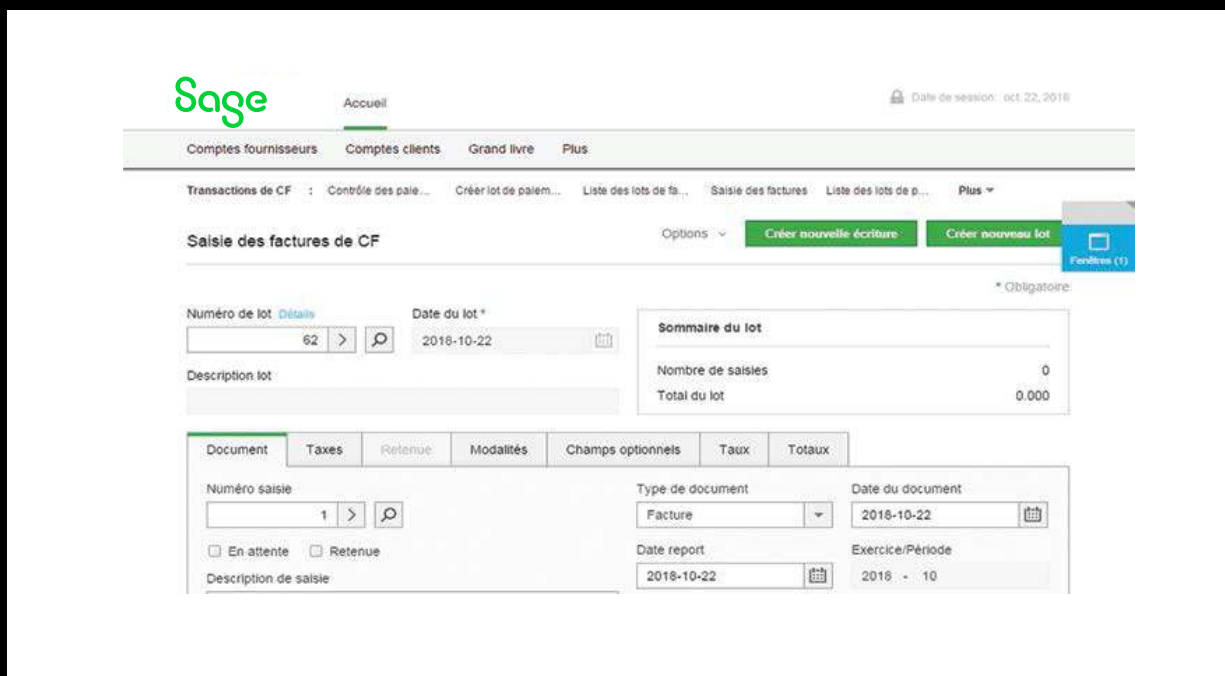 Sage
Accueil
Date de session: oct. 22, 2018
Comptes fournisseurs Comptes clients Grand livre Plus
Transactions de CF : Contrôle des paie... Créer lot de paiem... Liste des lots de fa... Saisie des factures Liste des lots de p... Plus
Saisie des factures de CF
Options
Créer nouvelle écriture
Créer nouveau lot
Fenêtres (1)
* Obligatoire
Numéro de lot Détails
Date du lot *
62
2018-10-22
Description lot
Sommaire du lot
Nombre de saisies 0
Total du lot 0.000
Document Taxes Retenue Modalités Champs optionnels Taux Totaux
Numéro saisie
1
En attente Retenue
Description de saisie
Type de document
Facture
Date du document
2018-10-22
Date report
2018-10-22
Exercice/Période
2018 - 10